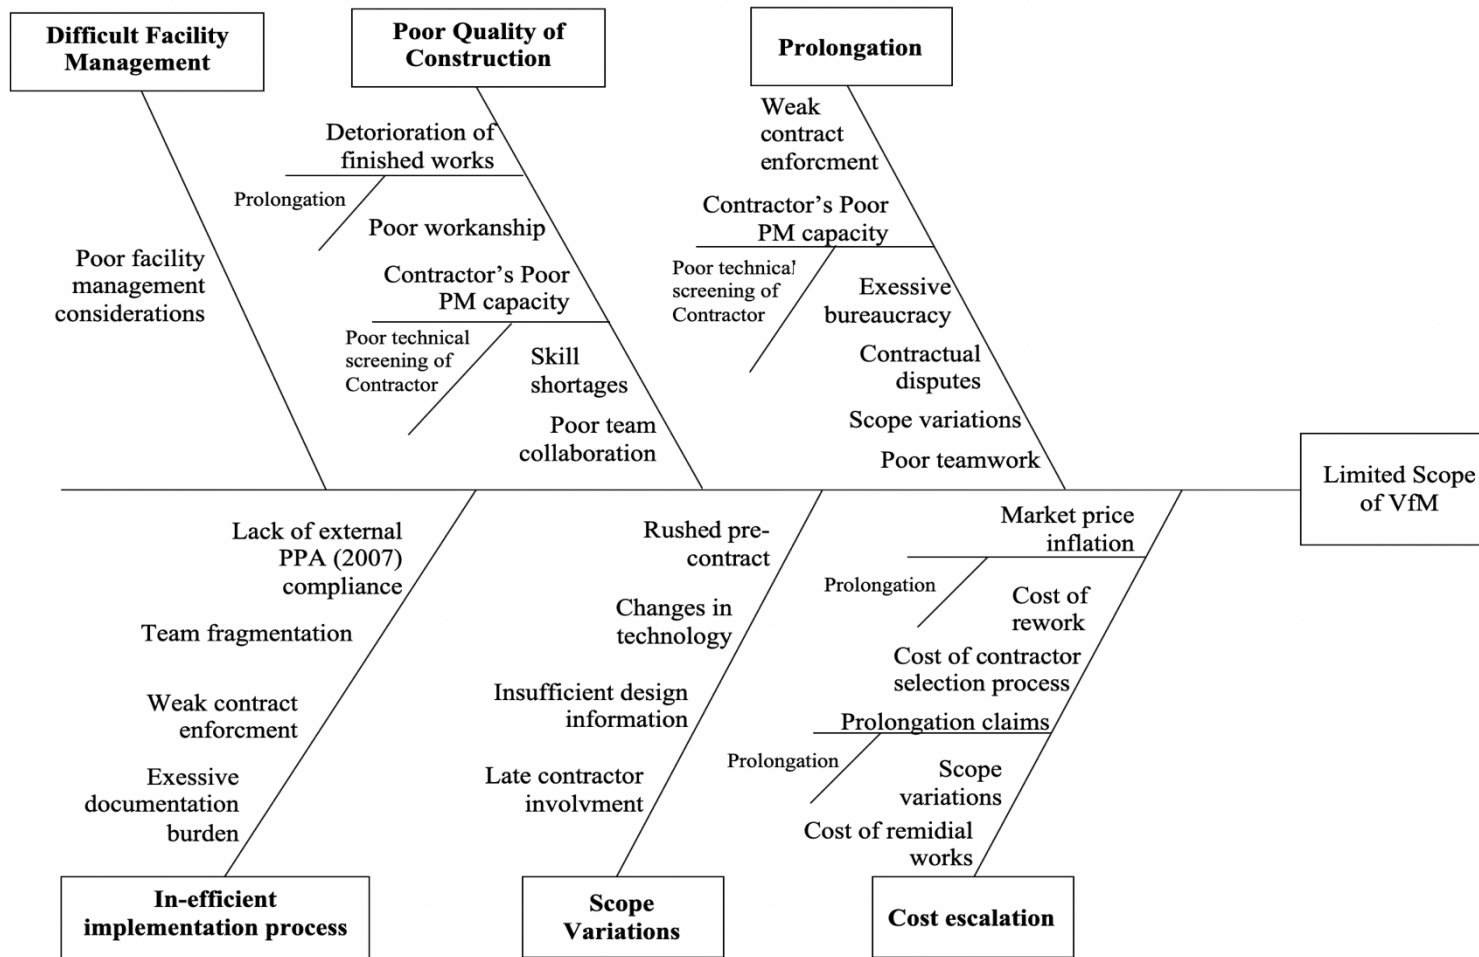 Difficult Facility
Management
Poor facility
management
considerations
Poor Quality of
Construction
Detorioration of
finished works
Prolongation
Poor workanship
Contractor's Poor
PM capacity
Poor technical
screening of
Contractor
Skill
shortages
Poor team
collaboration
Prolongation
Weak
contract
enforcment
Contractor's Poor
PM capacity
Poor technical
screening of
Contractor
Exessive
bureaucracy
Contractual
disputes
Scope variations
Poor teamwork
Limited Scope
of VfM
Lack of external
PPA (2007)
compliance
Team fragmentation
Weak contract
enforcment
Exessive
documentation
burden
In-efficient
implementation process
Rushed pre-
contract
Changes in
technology
Insufficient design
information
Late contractor
involvment
Scope
Variations
Market price
inflation
Prolongation
Cost of
rework
Cost of contractor
selection process
Prolongation claims
Prolongation
Scope
variations
Cost of remidial
works
Cost escalation